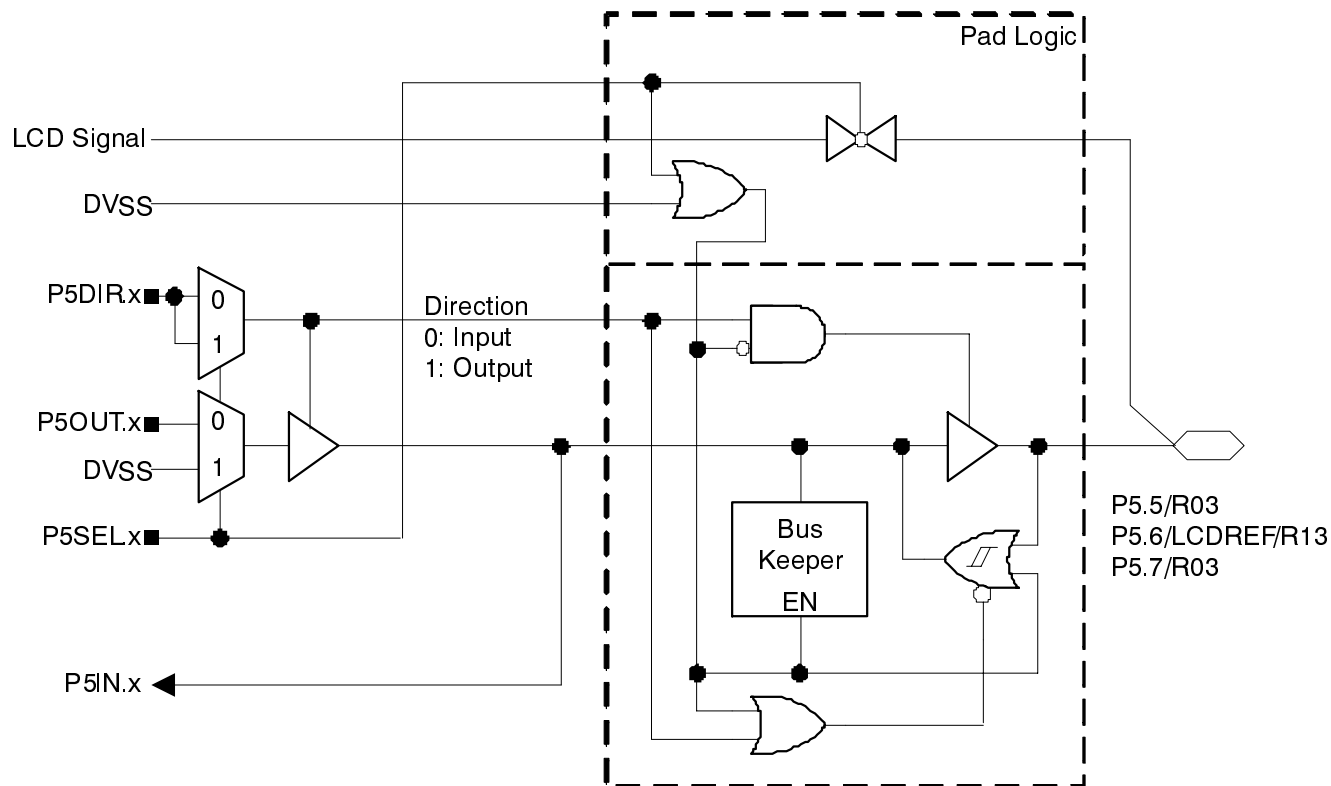 Pad Logic
LCD Signal
DVSS
P5DIR.x
0
1
Direction
0: Input
1: Output
P5OUT.x
0
DVSS
1
P5SEL.x
Bus
Keeper
EN
P5.5/R03
P5.6/LCDREF/R13
P5.7/R03
P5IN.x